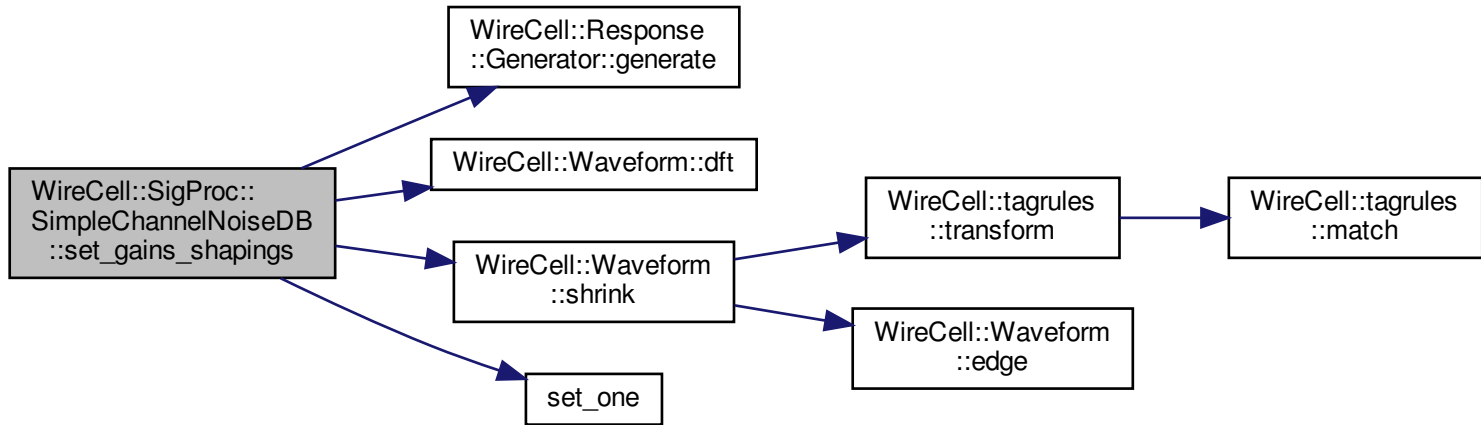 WireCell::SigProc::
SimpleChannelNoiseDB
::set_gains_shapings
WireCell::Response
::Generator::generate
WireCell::Waveform::dft
WireCell::Waveform
::shrink
set_one
WireCell::tagrules
::transform
WireCell::Waveform
::edge
WireCell::tagrules
::match